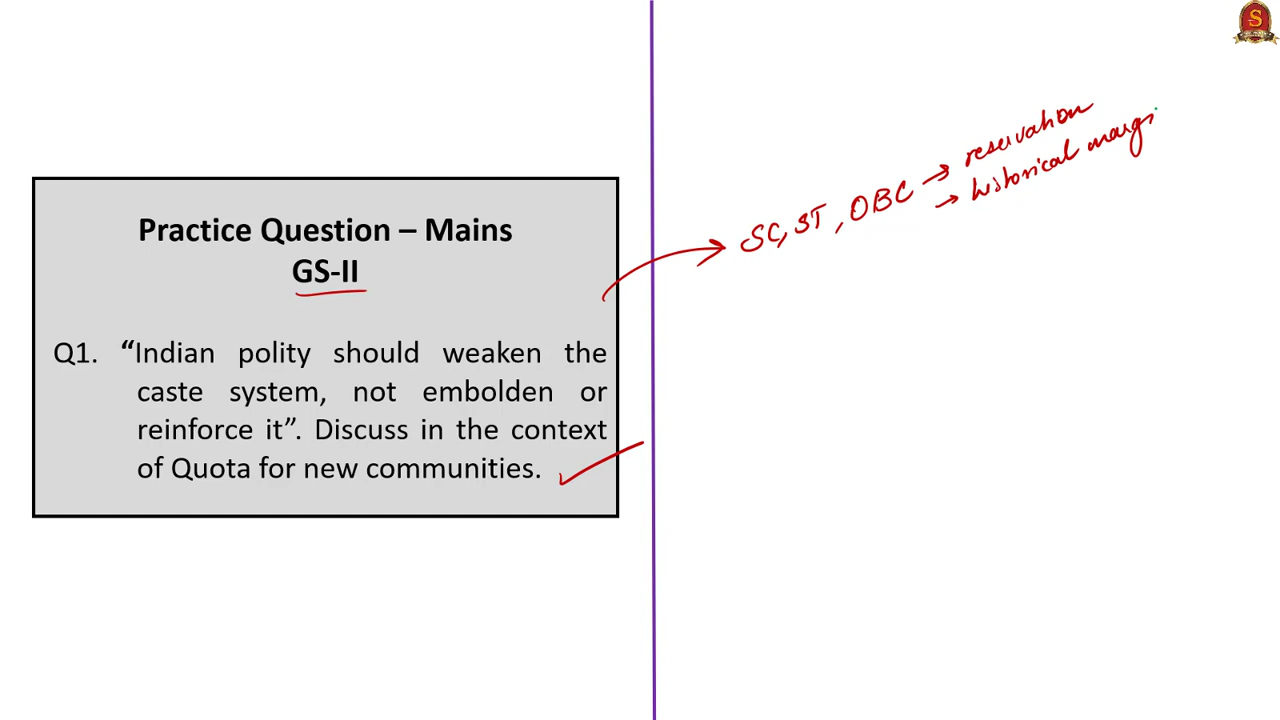 Practice Question – Mains
GS-II
Q1. “Indian polity should weaken the
caste system, not embolden or
reinforce it”. Discuss in the context
of Quota for new communities.
SC, ST, OBC → reservation
→ historical margi
S